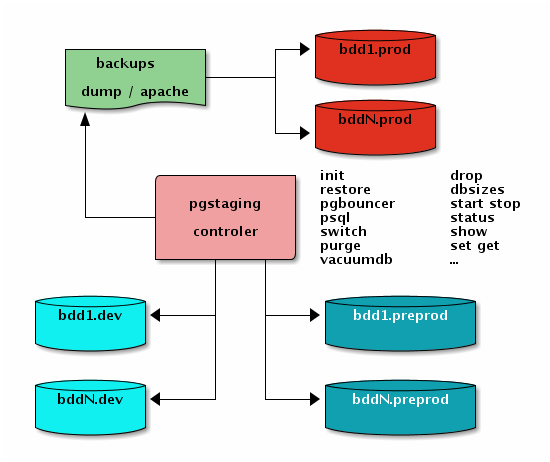 backups
dump / apache
bdd1.prod
bddN.prod
pgstaging
controler
init
restore
pgbouncer
psql
switch
purge
vacuumdb
drop
dbsizes
start stop
status
show
set get
...
bdd1.dev
bddN.dev
bdd1.preprod
bddN.preprod